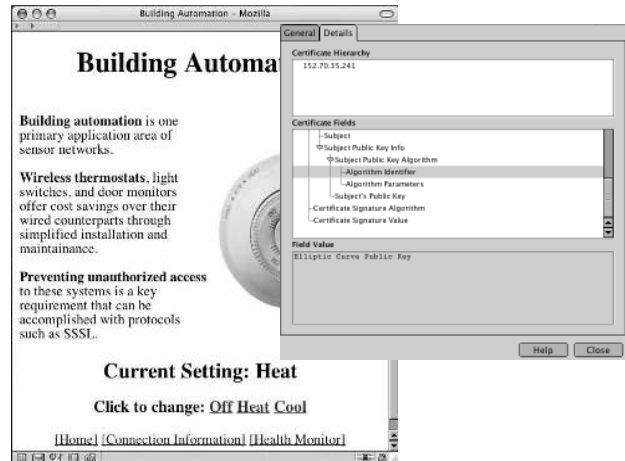 Building Automation – Mozilla
Building Automa
Building automation is one
primary application area of
sensor networks.
Wireless thermostats, light
switches, and door monitors
offer cost savings over their
wired counterparts through
simplified installation and
maintainance.
Preventing unauthorized access
to these systems is a key
requirement that can be
accomplished with protocols
such as SSSL.
Current Setting: Heat
Click to change: Off Heat Cool
[Home] [Connection Information] [Health Monitor]
General Details
Certificate Hierarchy
152.70.35.241
Certificate Fields
Subject
Subject Public Key Info
Subject Public Key Algorithm
Algorithm Identifier
Algorithm Parameters
Subject's Public Key
Certificate Signature Algorithm
Certificate Signature Value
Field Value
Elliptic Curve Public Key
Help Close